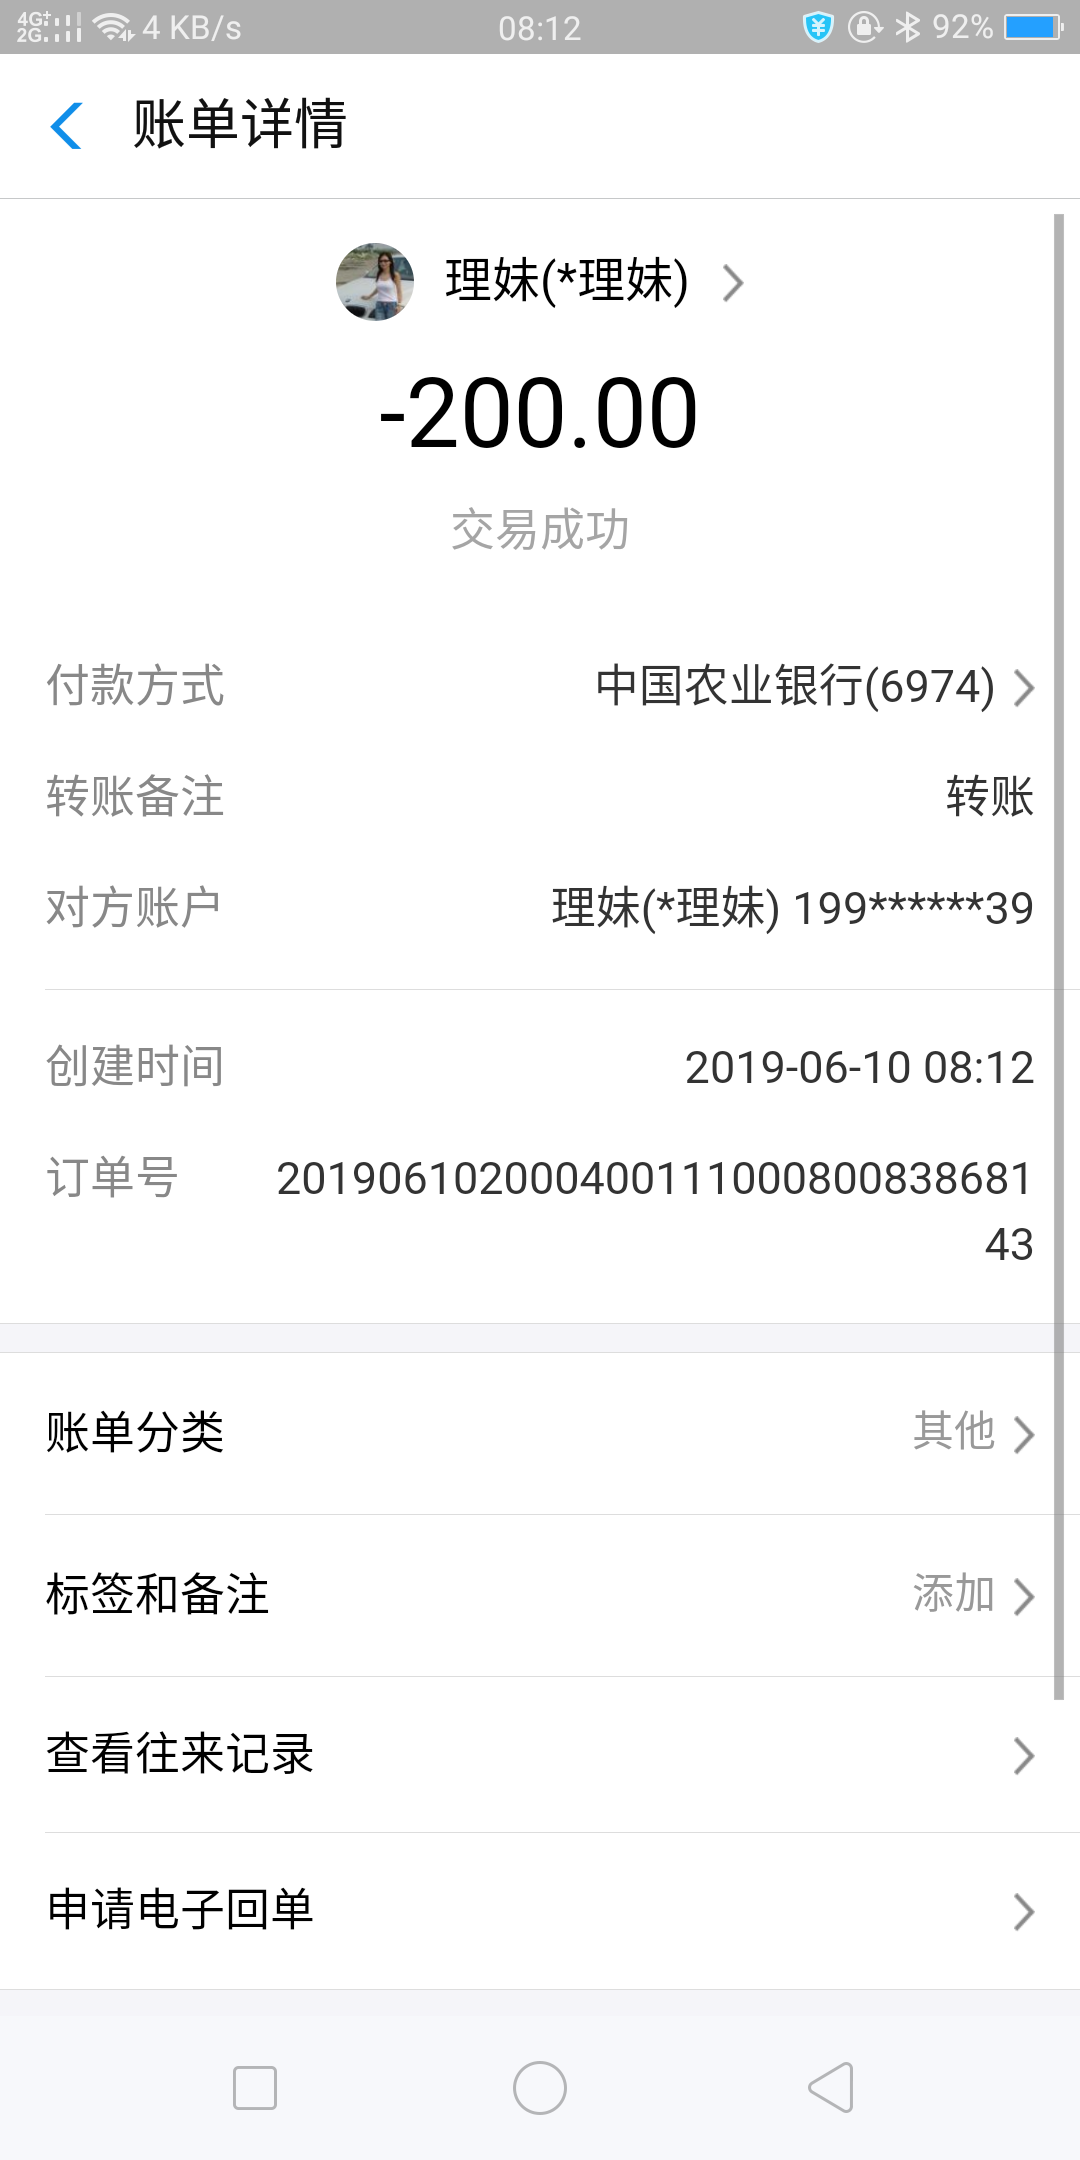 4G+ 2G 4 KB/s 08:12 92%
账单详情
理妹(*理妹)
-200.00
交易成功
付款方式 中国农业银行(6974)
转账备注 转账
对方账户 理妹(*理妹) 199******39
创建时间 2019-06-10 08:12
订单号 201906102000400111000800838681
43
账单分类 其他
标签和备注 添加
查看往来记录
申请电子回单